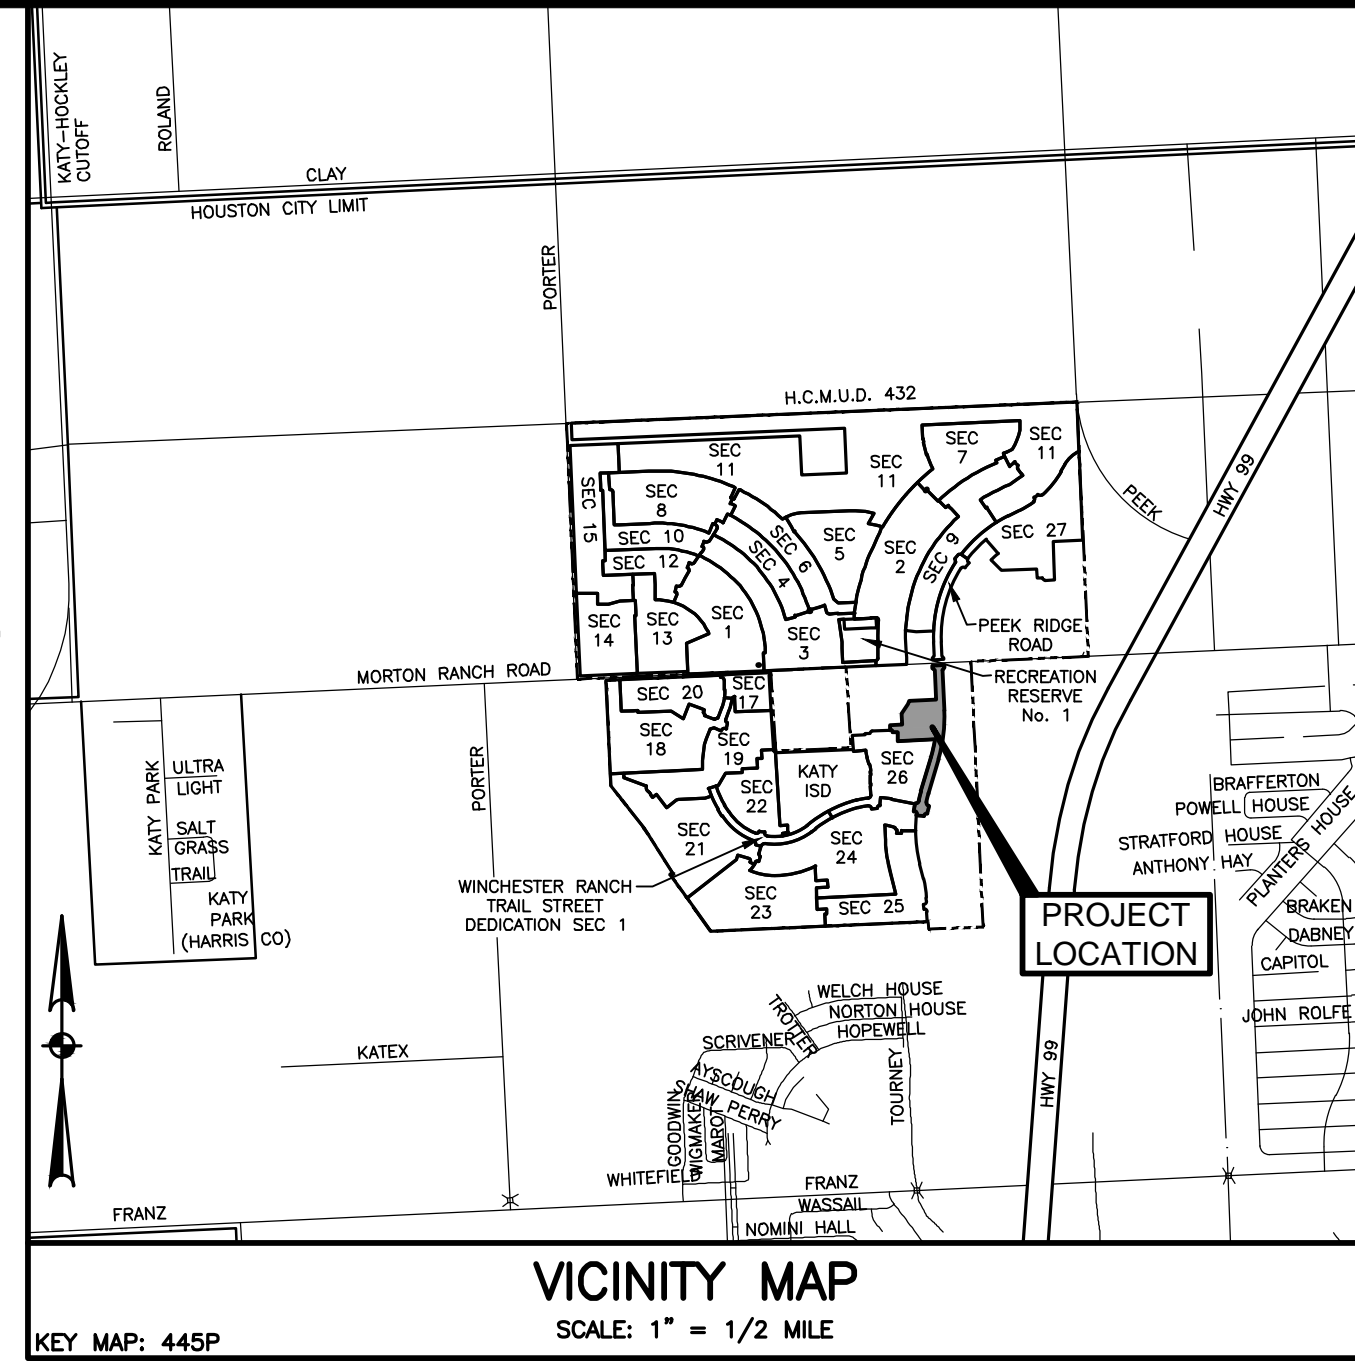 KATY-HOCKLEY
CUTOFF
ROLAND
CLAY
HOUSTON CITY LIMIT
PORTER
H.C.M.U.D. 432
SEC
7
SEC
11
SEC
11
SEC
11
SEC 15
SEC
8
SEC 10
SEC 12
SEC 6
SEC 4
SEC
5
SEC
2
SEC 9
SEC 27
PEEK
HWY 99
SEC
14
SEC
13
SEC
1
SEC
3
PEEK RIDGE
ROAD
MORTON RANCH ROAD
RECREATION
RESERVE
No. 1
SEC 20
SEC
17
SEC
18
SEC
19
SEC
22
KATY
ISD
SEC
26
PORTER
KATY PARK
ULTRA
LIGHT
SALT
GRASS
TRAIL
KATY
PARK
(HARRIS CO)
SEC
21
SEC
24
SEC
23
SEC 25
WINCHESTER RANCH
TRAIL STREET
DEDICATION SEC 1
PROJECT
LOCATION
BRAFFERTON
POWELL HOUSE
STRATFORD HOUSE
ANTHONY HAY
PLANTERS HOUSE
BRAKEN
DABNEY
CAPITOL
JOHN ROLFE
WELCH HOUSE
NORTON HOUSE
HOPEWELL
TROTTER
SCRIVENER
AYSCOUGH
SHAW PERRY
GOODWIN
WIGMAKER
MAROT
TOURNEY
HWY 99
KATEX
WHITEFIELD
FRANZ
WASSAIL
NOMINI HALL
FRANZ
VICINITY MAP
SCALE: 1" = 1/2 MILE
KEY MAP: 445P